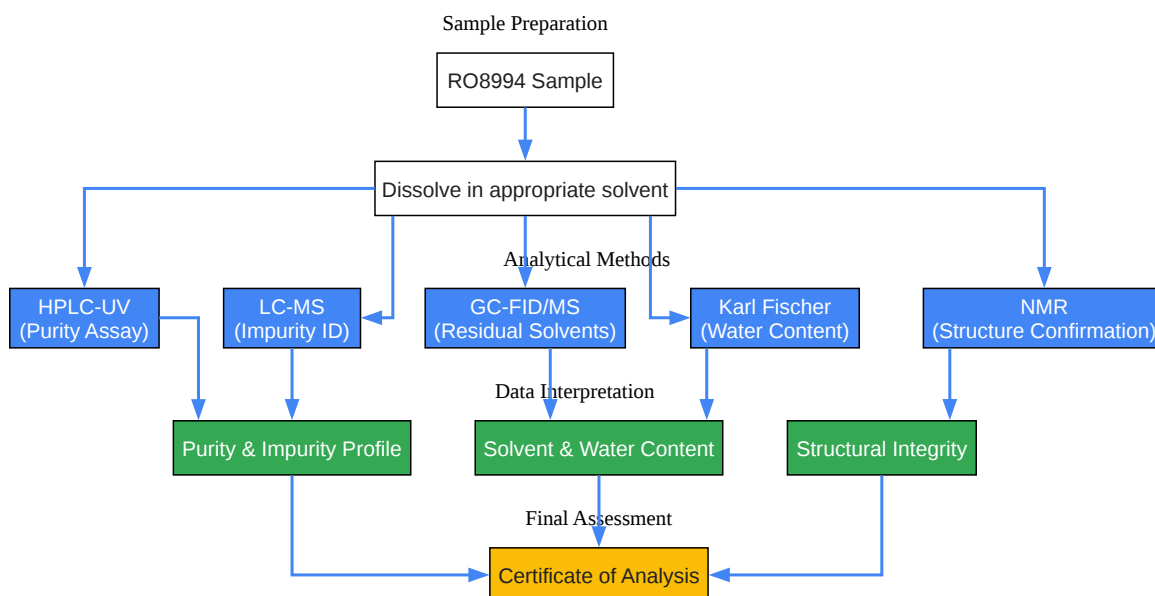 Sample Preparation
RO8994 Sample
Dissolve in appropriate solvent
Analytical Methods
HPLC-UV
(Purity Assay)
LC-MS
(Impurity ID)
GC-FID/MS
(Residual Solvents)
Karl Fischer
(Water Content)
NMR
(Structure Confirmation)
Data Interpretation
Purity & Impurity Profile
Solvent & Water Content
Structural Integrity
Final Assessment
Certificate of Analysis